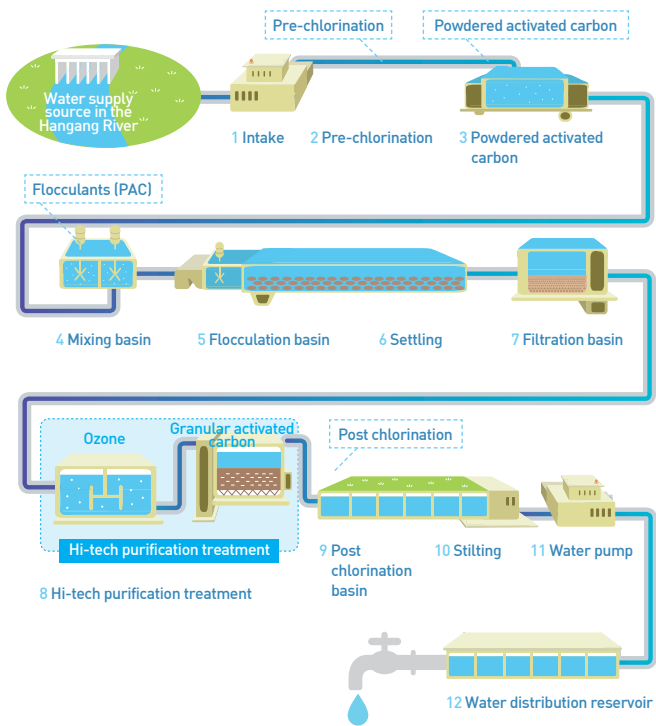 Pre-chlorination
Powdered activated carbon
Water supply
source in the
Hangang River
1 Intake
2 Pre-chlorination
3 Powdered activated
carbon
Flocculants (PAC)
4 Mixing basin
5 Flocculation basin
6 Settling
7 Filtration basin
Ozone
Granular activated
carbon
Post chlorination
Hi-tech purification treatment
8 Hi-tech purification treatment
9 Post
chlorination
basin
10 Stilting
11 Water pump
12 Water distribution reservoir